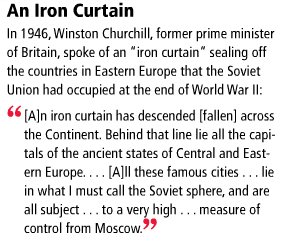 An Iron Curtain
In 1946, Winston Churchill, former prime minister
of Britain, spoke of an “iron curtain” sealing off
the countries in Eastern Europe that the Soviet
Union had occupied at the end of World War II:
“[A]n iron curtain has descended [fallen] across
the Continent. Behind that line lie all the capi-
tals of the ancient states of Central and East-
ern Europe. . . . [A]ll these famous cities . . . lie
in what I must call the Soviet sphere, and are
all subject . . . to a very high . . . measure of
control from Moscow.”